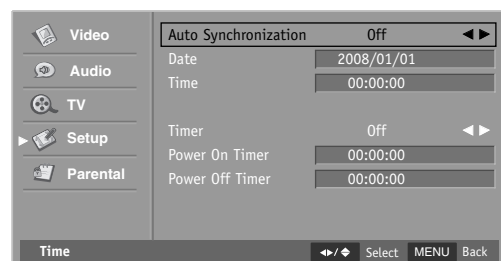 Video
Audio
TV
Setup
Parental
Auto Synchronization Off
Date 2008/01/01
Time 00:00:00
Timer Off
Power On Timer 00:00:00
Power Off Timer 00:00:00
Time Select MENU Back